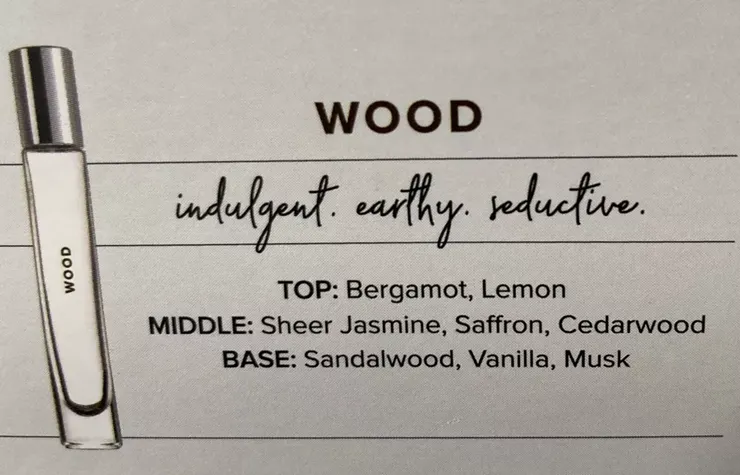 WOOD
indulgent. earthy. seductive.
WOOD
TOP: Bergamot, Lemon
MIDDLE: Sheer Jasmine, Saffron, Cedarwood
BASE: Sandalwood, Vanilla, Musk